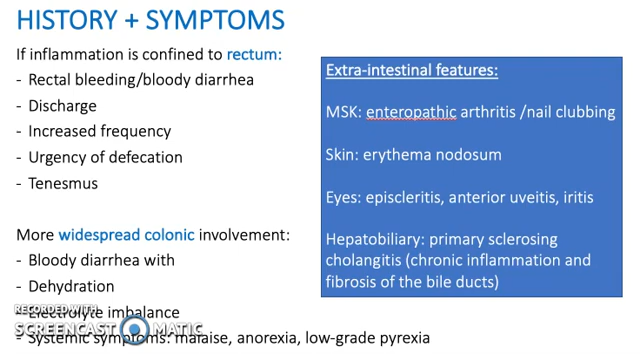 HISTORY + SYMPTOMS
If inflammation is confined to rectum:
- Rectal bleeding/bloody diarrhea
- Discharge
- Increased frequency
- Urgency of defecation
- Tenesmus
More widespread colonic involvement:
- Bloody diarrhea with
- Dehydration
- Electrolyte imbalance
- Systemic symptoms: malaise, anorexia, low-grade pyrexia
RECORDED WITH
SCREENCAST MATIC
Extra-intestinal features:
MSK: enteropathic arthritis /nail clubbing
Skin: erythema nodosum
Eyes: episcleritis, anterior uveitis, iritis
Hepatobiliary: primary sclerosing
cholangitis (chronic inflammation and
fibrosis of the bile ducts)